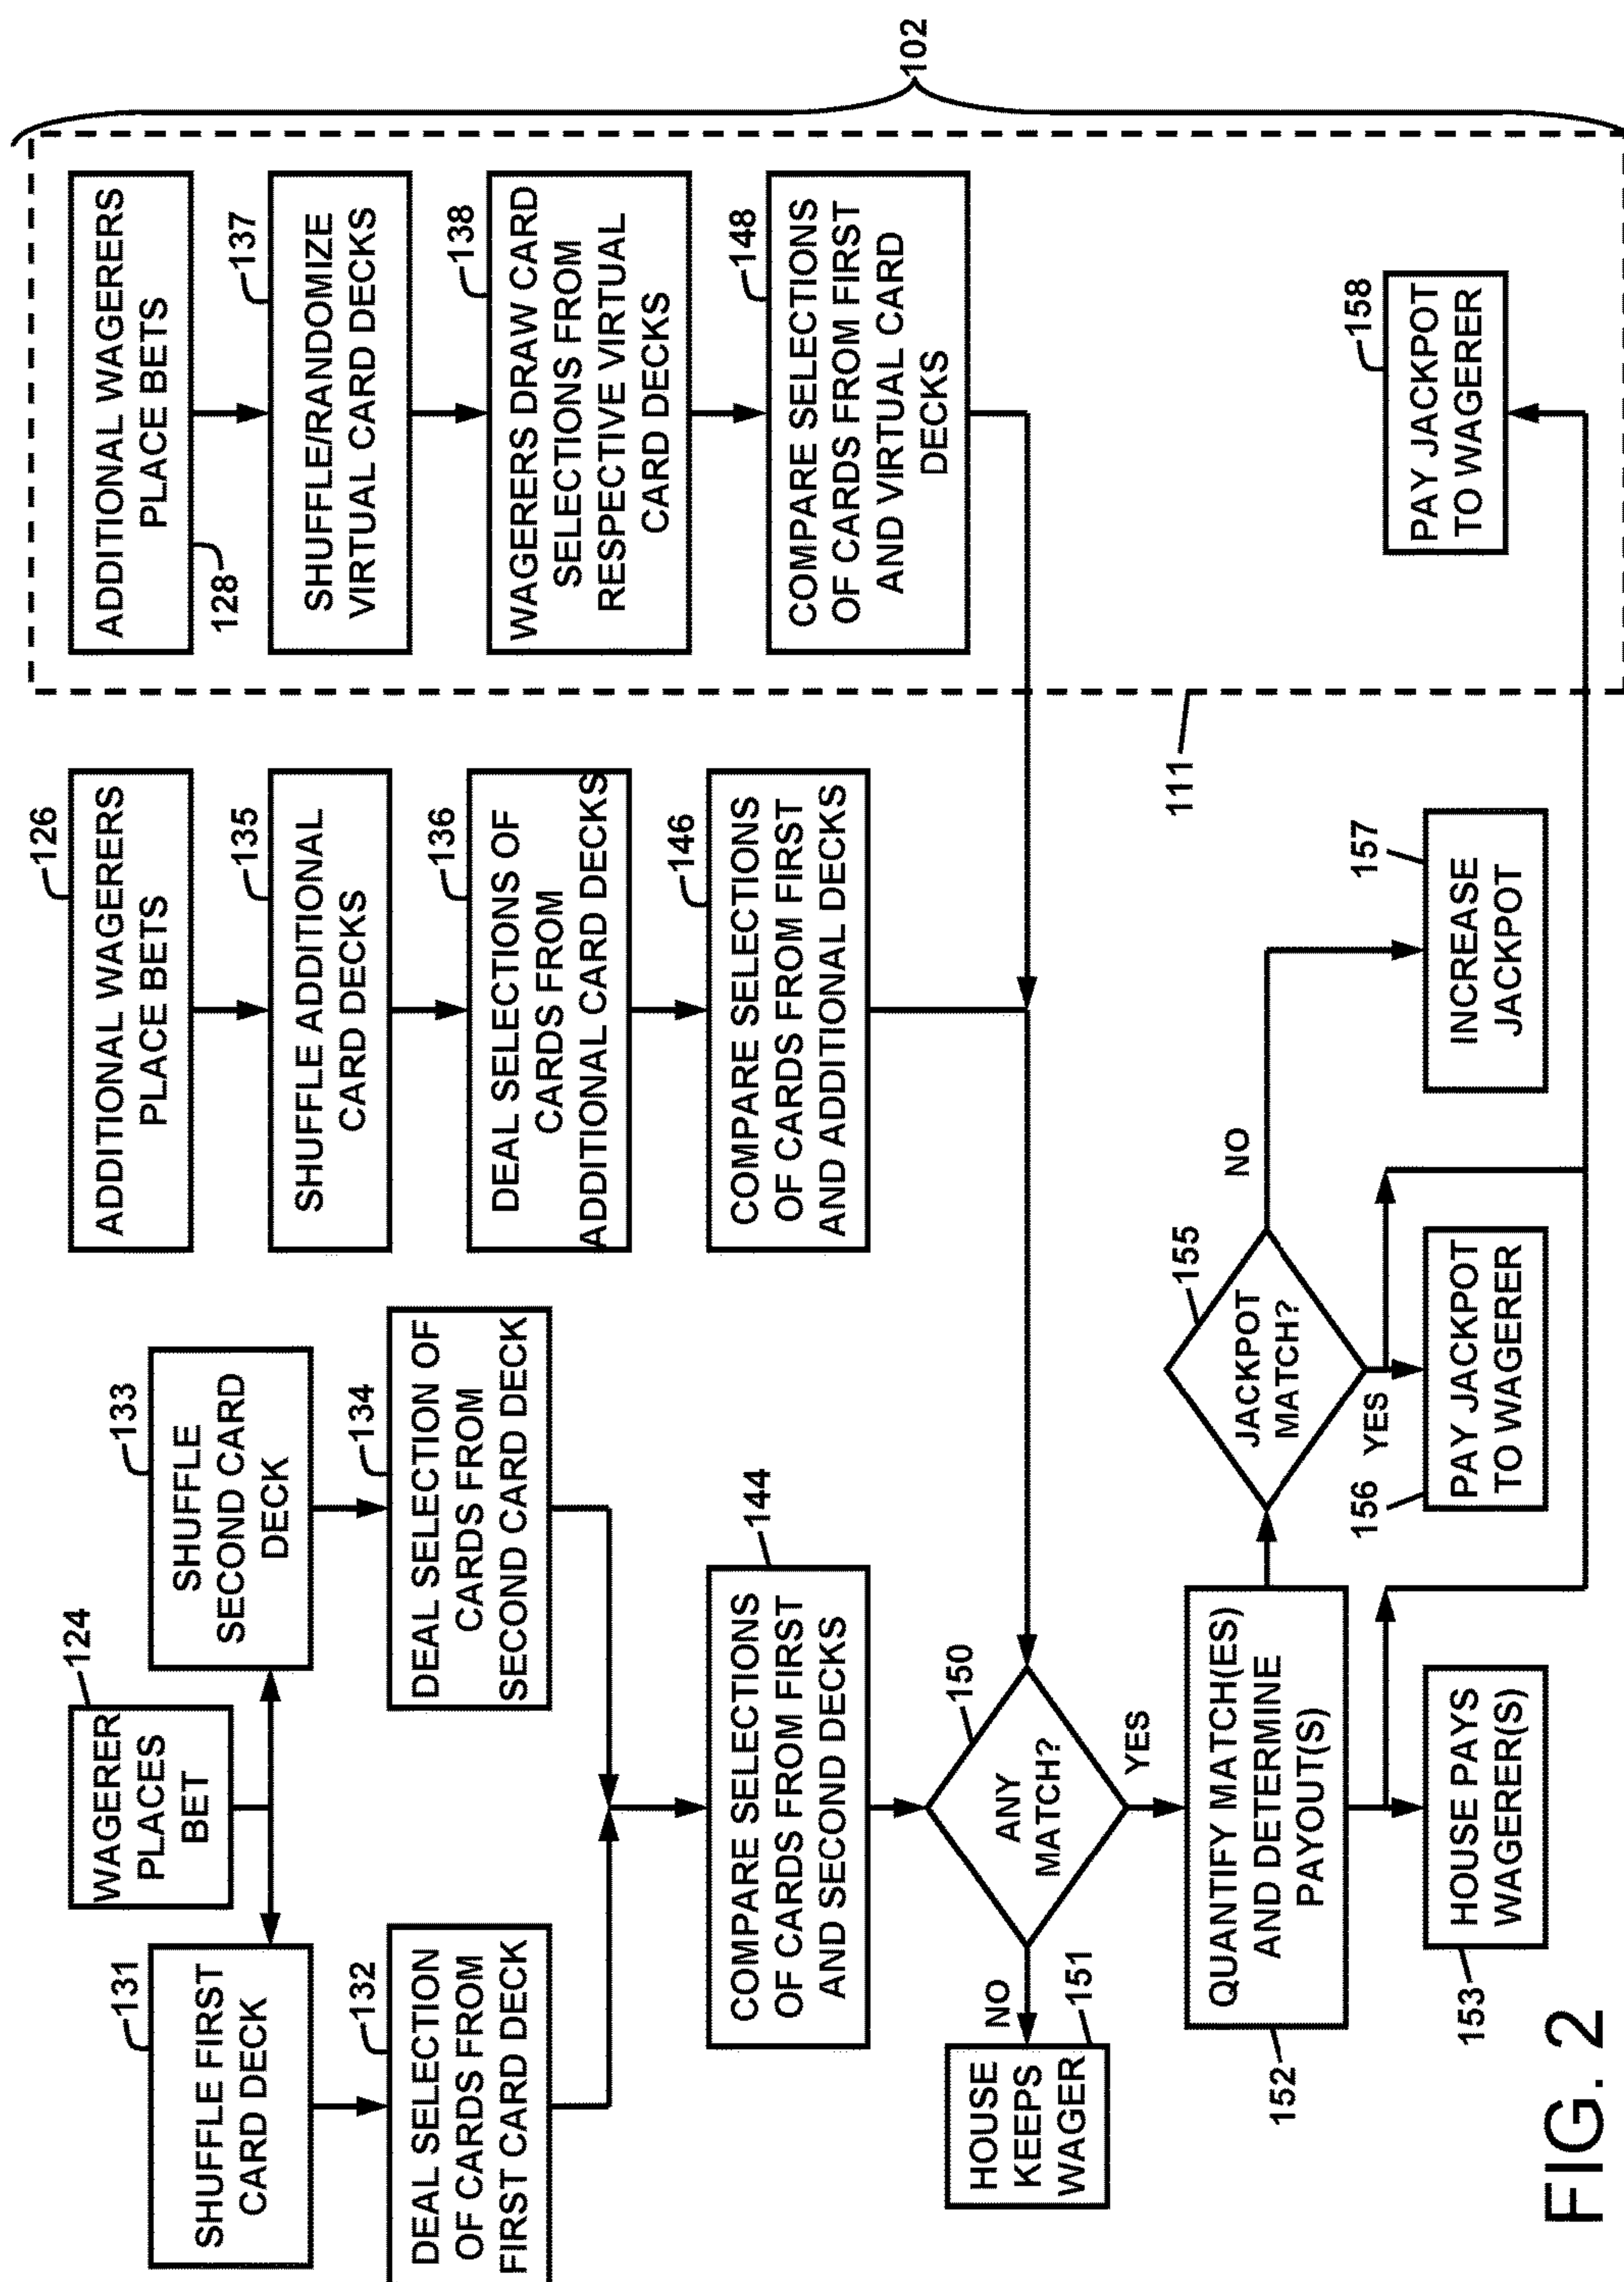 124
WAGERER
PLACES
BET
131
SHUFFLE FIRST
CARD DECK
133
SHUFFLE
SECOND CARD
DECK
132
DEAL SELECTION
OF CARDS FROM
FIRST CARD DECK
134
DEAL SELECTION OF
CARDS FROM
SECOND CARD DECK
144
COMPARE SELECTIONS
OF CARDS FROM FIRST
AND SECOND DECKS
126
ADDITIONAL WAGERERS
PLACE BETS
135
SHUFFLE ADDITIONAL
CARD DECKS
136
DEAL SELECTIONS OF
CARDS FROM
ADDITIONAL CARD DECKS
146
COMPARE SELECTIONS
OF CARDS FROM FIRST
AND ADDITIONAL DECKS
ADDITIONAL WAGERERS
PLACE BETS
128
137
SHUFFLE/RANDOMIZE
VIRTUAL CARD DECKS
138
WAGERERS DRAW CARD
SELECTIONS FROM
RESPECTIVE VIRTUAL
CARD DECKS
148
COMPARE SELECTIONS
OF CARDS FROM FIRST
AND VIRTUAL CARD
DECKS
102
111
150
ANY
MATCH?
NO
YES
HOUSE
KEEPS
WAGER
151
152
QUANTIFY MATCH(ES)
AND DETERMINE
PAYOUT(S)
155
JACKPOT
MATCH?
NO
YES
153
HOUSE PAYS
WAGERER(S)
156
PAY JACKPOT
TO WAGERER
157
INCREASE
JACKPOT
158
PAY JACKPOT
TO WAGERER
FIG. 2